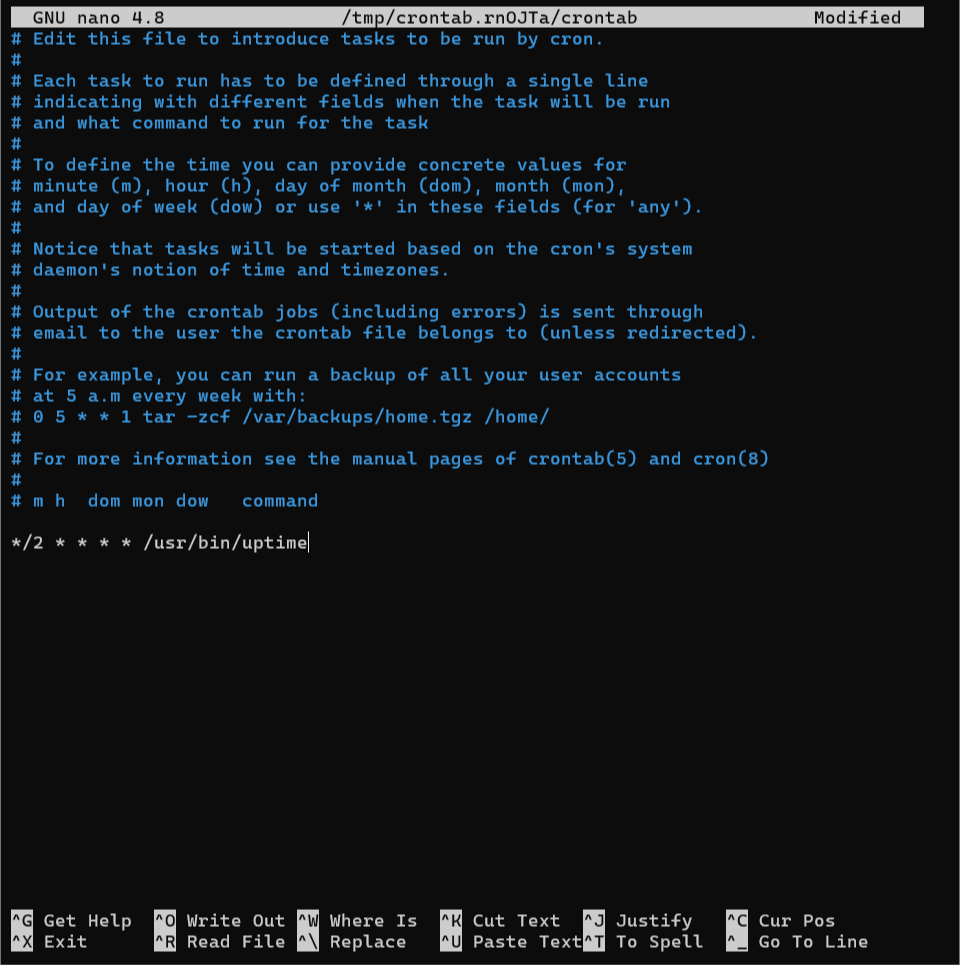 GNU nano 4.8 /tmp/crontab.rnOJTa/crontab Modified
# Edit this file to introduce tasks to be run by cron.
#
# Each task to run has to be defined through a single line
# indicating with different fields when the task will be run
# and what command to run for the task
#
# To define the time you can provide concrete values for
# minute (m), hour (h), day of month (dom), month (mon),
# and day of week (dow) or use '*' in these fields (for 'any').
#
# Notice that tasks will be started based on the cron's system
# daemon's notion of time and timezones.
#
# Output of the crontab jobs (including errors) is sent through
# email to the user the crontab file belongs to (unless redirected).
#
# For example, you can run a backup of all your user accounts
# at 5 a.m every week with:
# 0 5 * * 1 tar -zcf /var/backups/home.tgz /home/
#
# For more information see the manual pages of crontab(5) and cron(8)
#
# m h  dom mon dow   command
*/2 * * * * /usr/bin/uptime
^G Get Help ^O Write Out ^W Where Is ^K Cut Text ^J Justify ^C Cur Pos
^X Exit ^R Read File ^\ Replace ^U Paste Text ^T To Spell ^_ Go To Line